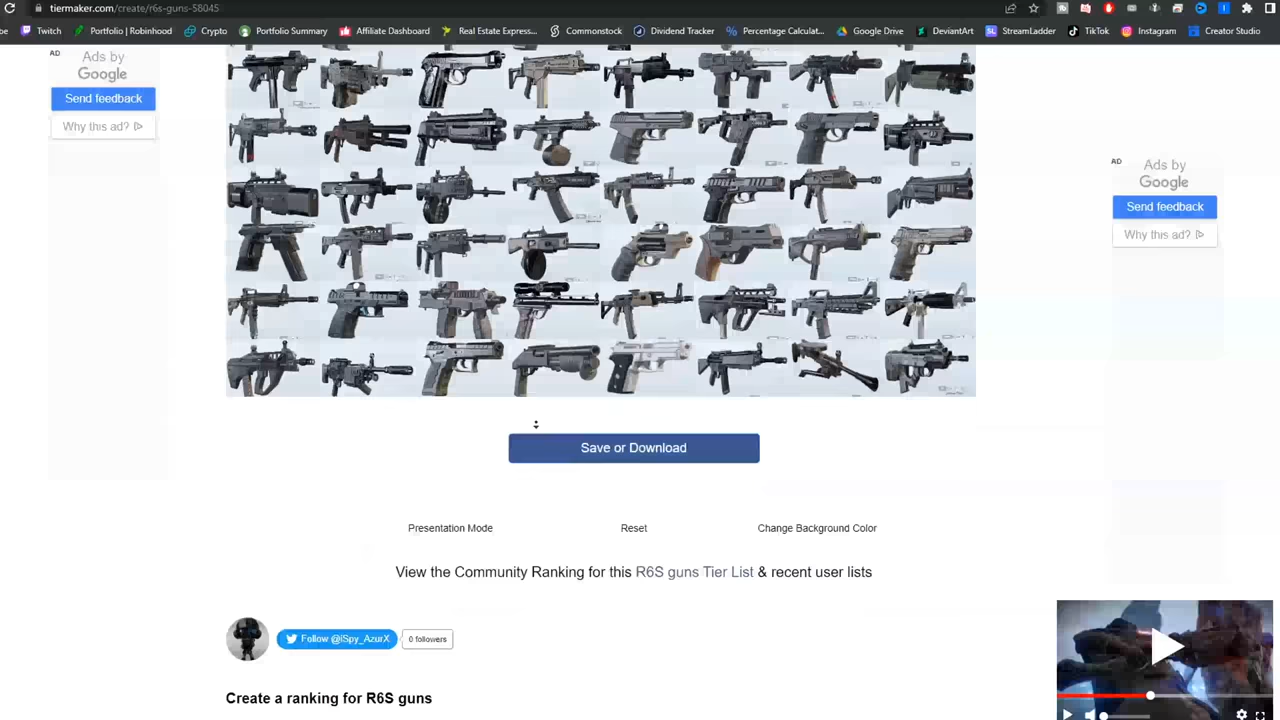 tiermaker.com/create/r6s-guns-58045
be Twitch Portfolio | Robinhood Crypto Portfolio Summary Affiliate Dashboard Real Estate Express... Commonstock Dividend Tracker Percentage Calculat... Google Drive DeviantArt StreamLadder TikTok Instagram Creator Studio
AD
Ads by
Google
Send feedback
Why this ad?
AD
Ads by
Google
Send feedback
Why this ad?
Save or Download
Presentation Mode Reset Change Background Color
View the Community Ranking for this R6S guns Tier List & recent user lists
Follow @iSpy_AzurX 0 followers
Create a ranking for R6S guns